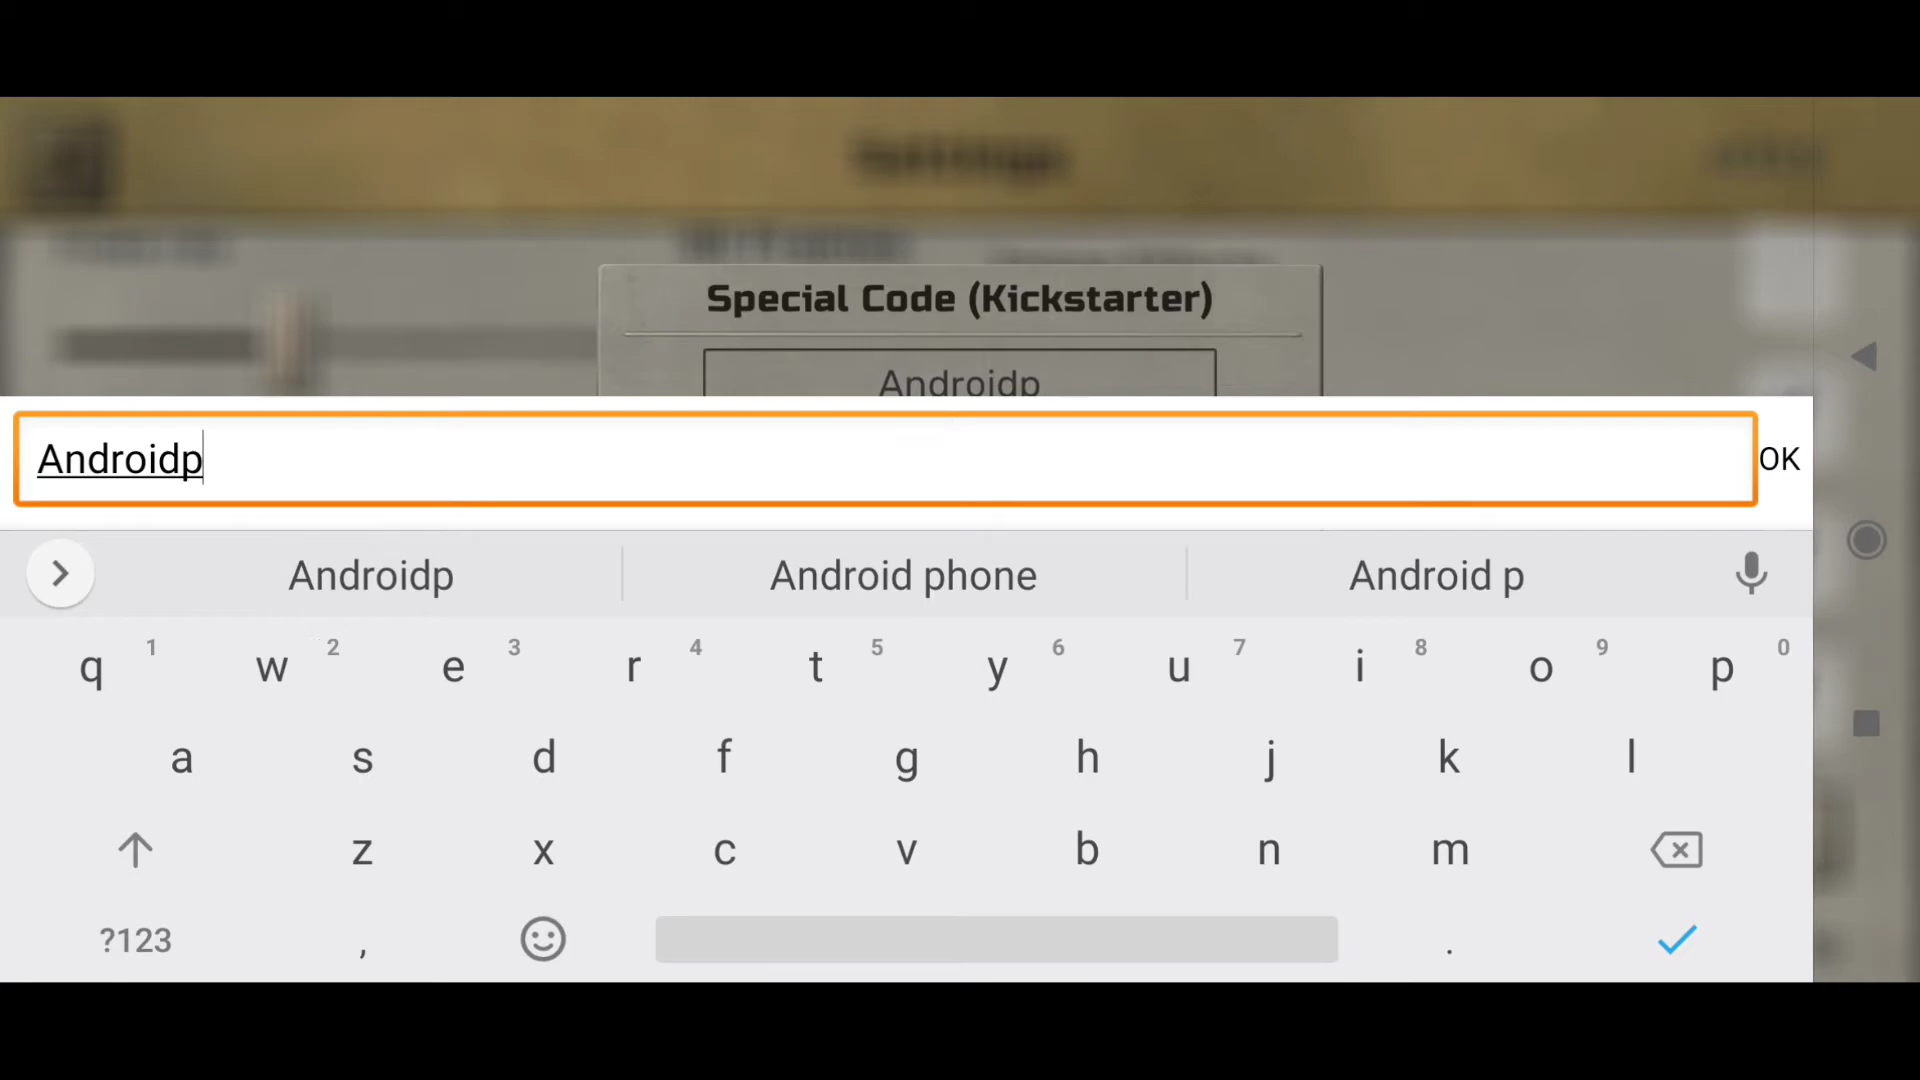 Settings
Special Code (Kickstarter)
Androidp
Androidp OK
Androidp Android phone Android p
1 2 3 4 5 6 7 8 9 0
q w e r t y u i o p
a s d f g h j k l
z x c v b n m
?123 , .